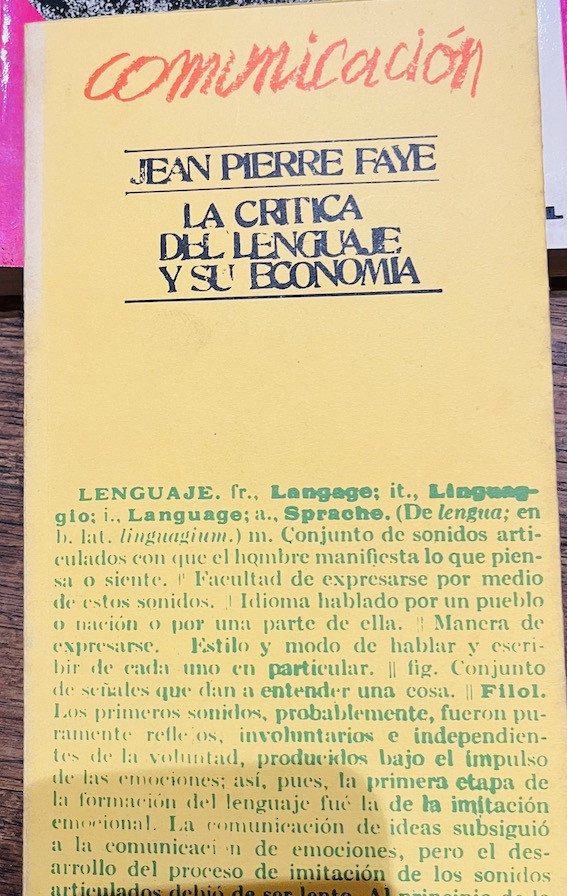 comunicación
JEAN PIERRE FAYE
LA CRITICA
DEL LENGUAJE
Y SU ECONOMIA
L
LENGUAJE. fr., Langage; it., Linguag-
gio; i., Language; a., Sprache. (De lengua; en
b. lat. linguagium.) m. Conjunto de sonidos arti-
culados con que el hombre manifiesta lo que pien-
sa o siente. || Facultad de expresarse por medio
de estos sonidos. || Idioma hablado por un pueblo
o nación o por una parte de ella. || Manera de
expresarse. Estilo y modo de hablar y escri-
bir de cada uno en particular. || fig. Conjunto
de señales que dan a entender una cosa. || Filol.
Los primeros sonidos, probablemente, fueron pu-
ramente reflejos, involuntarios e independien-
tes de la voluntad, producidos bajo el impulso
de las emociones; así, pues, la primera etapa de
la formación del lenguaje fué la de la imitación
emocional. La comunicación de ideas subsiguió
a la comunicación de emociones, pero el des-
arrollo del proceso de imitación de los sonidos
articulados debió de ser lento. Al principio